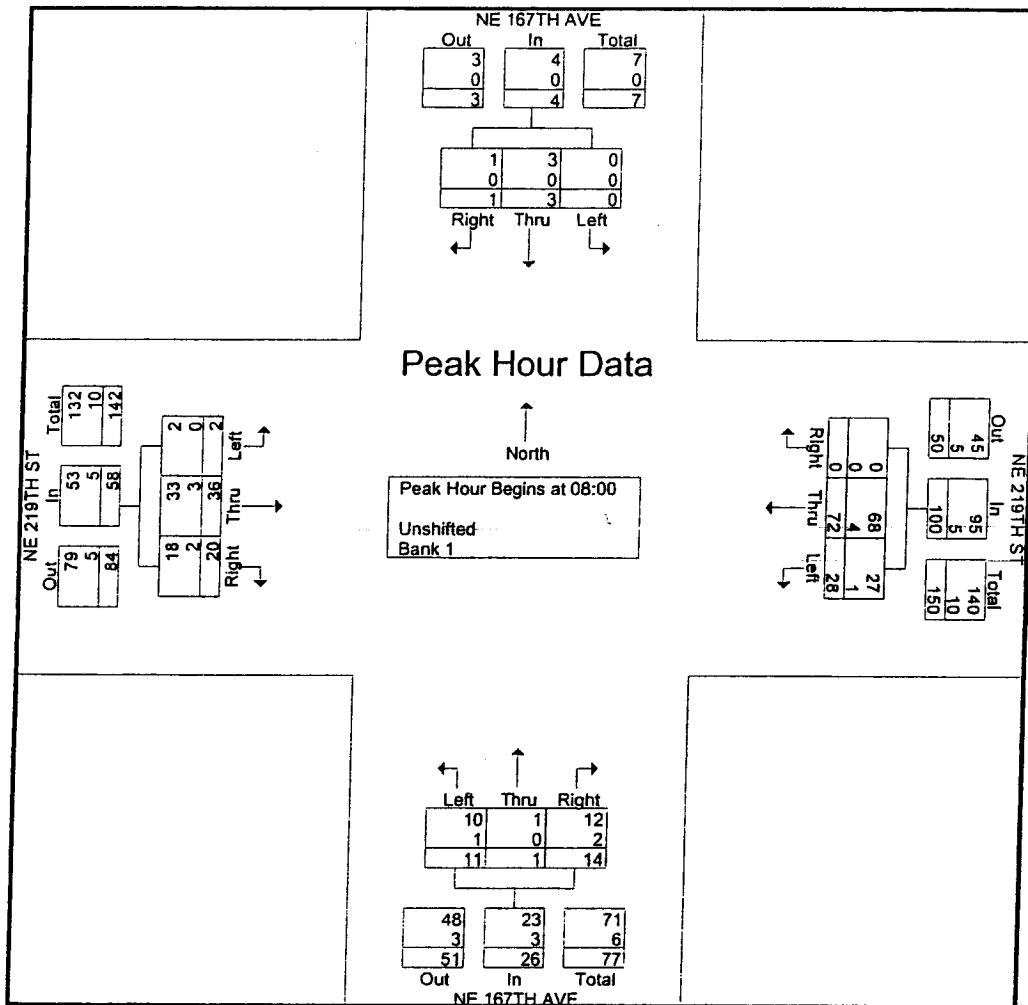 NE 167TH AVE
Out In Total
3 4 7
0 0 0
3 4 7
1 3 0
0 0 0
1 3 0
Right Thru Left
Peak Hour Data
North
Peak Hour Begins at 08:00
Unshifted
Bank 1
NE 219TH ST
Total
132 10 142
In
53 5 58
Out
79 5 84
Left
2 0 2
Thru
33 3 36
Right
18 2 20
NE 219TH ST
Out
45
5
50
In
95
5
100
Total
140
10
150
Right
0
0
0
Thru
68
4
72
Left
27
1
28
Left Thru Right
10 1 12
1 0 2
11 1 14
48 23 71
3 3 6
51 26 77
Out In Total
NE 167TH AVE